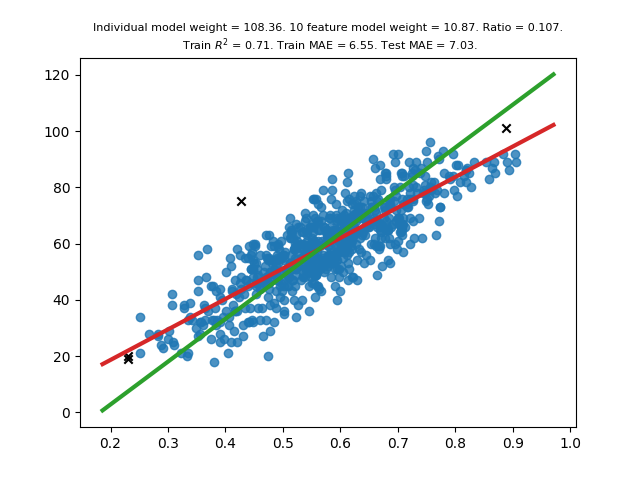 Individual model weight = 108.36. 10 feature model weight = 10.87. Ratio = 0.107.
Train R² = 0.71. Train MAE = 6.55. Test MAE = 7.03.
120
100
80
60
40
20
0
0.2 0.3 0.4 0.5 0.6 0.7 0.8 0.9 1.0